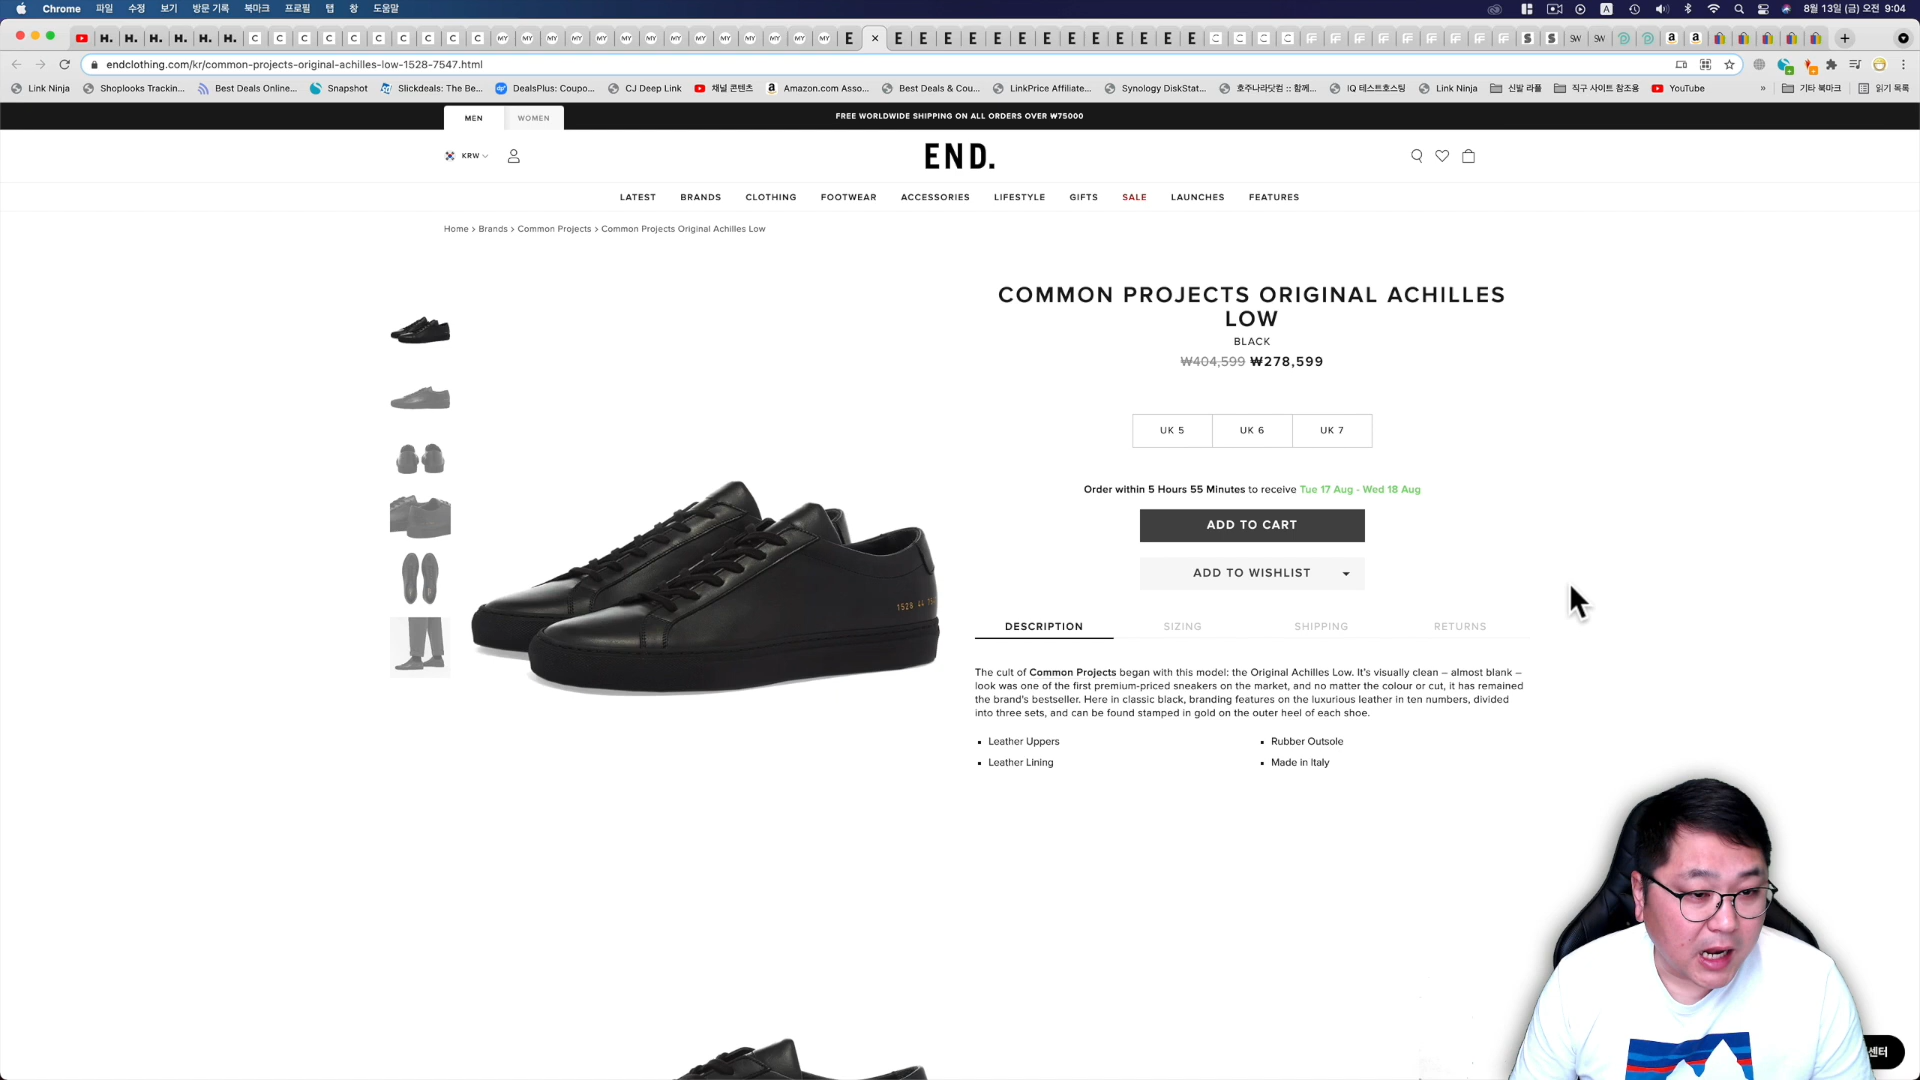 Chrome 파일 수정 보기 방문 기록 북마크 프로필 탭 창 도움말
8월 13일 (금) 오전 9:04
endclothing.com/kr/common-projects-original-achilles-low-1528-7547.html
Link Ninja Shoplooks Trackin... Best Deals Online... Snapshot Slickdeals: The Be... DealsPlus: Coupo... CJ Deep Link 채널 콘텐츠 Amazon.com Asso... Best Deals & Cou... LinkPrice Affiliate... Synology DiskStat... 호주나라닷컴 :: 함께... IQ 테스트호스팅 Link Ninja 신발 라플 직구 사이트 참조용 YouTube » 기타 북마크 읽기 목록
MEN WOMEN FREE WORLDWIDE SHIPPING ON ALL ORDERS OVER ₩75000
KRW END.
LATEST BRANDS CLOTHING FOOTWEAR ACCESSORIES LIFESTYLE GIFTS SALE LAUNCHES FEATURES
Home > Brands > Common Projects > Common Projects Original Achilles Low
COMMON PROJECTS ORIGINAL ACHILLES
LOW
BLACK
₩404,599 ₩278,599
UK 5 UK 6 UK 7
Order within 5 Hours 55 Minutes to receive Tue 17 Aug - Wed 18 Aug
ADD TO CART
ADD TO WISHLIST
1528 44
DESCRIPTION SIZING SHIPPING RETURNS
The cult of Common Projects began with this model: the Original Achilles Low. It's visually clean – almost blank –
look was one of the first premium-priced sneakers on the market, and no matter the colour or cut, it has remained
the brand's bestseller. Here in classic black, branding features on the luxurious leather in ten numbers, divided
into three sets, and can be found stamped in gold on the outer heel of each shoe.
Leather Uppers
Rubber Outsole
Leather Lining
Made in Italy
센터